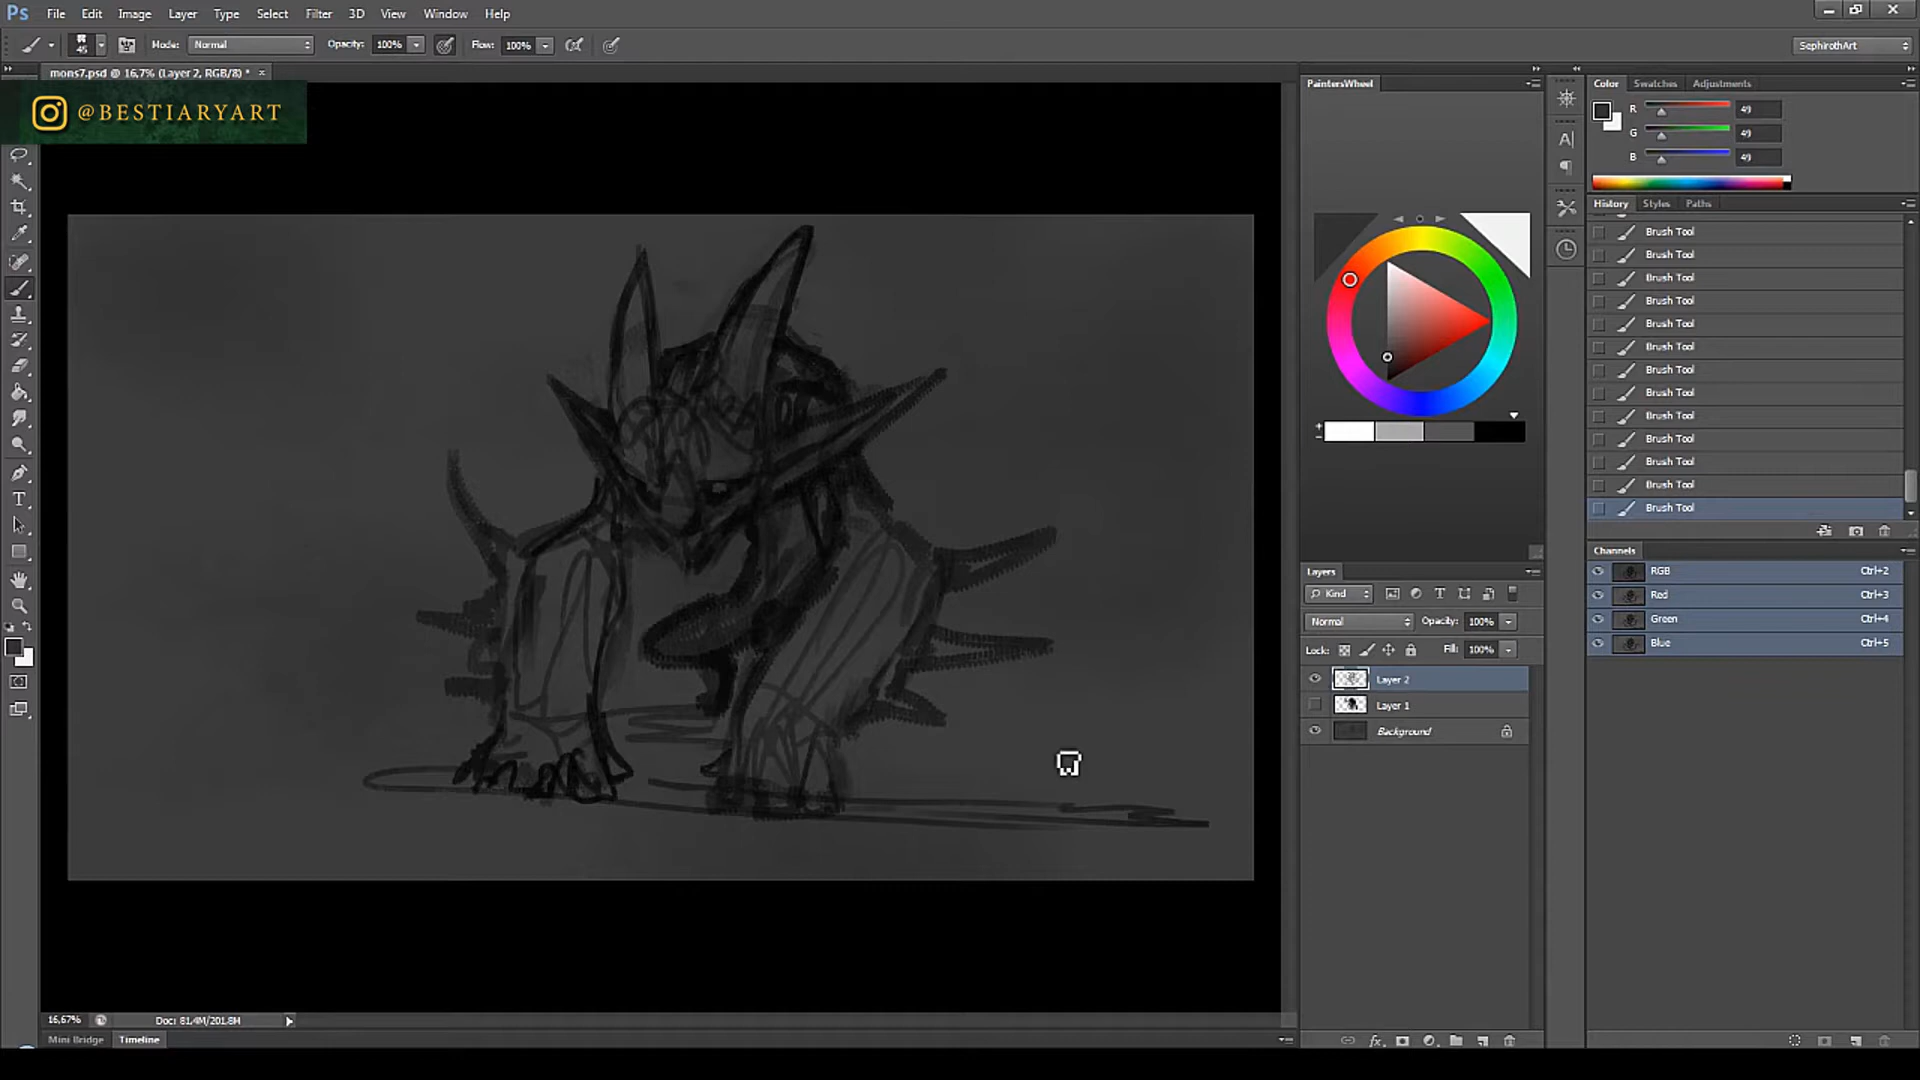 Ps File Edit Image Layer Type Select Filter 3D View Window Help
45 Mode: Normal Opacity: 100% Flow: 100% SephirothArt
mons7.psd @ 16,7% (Layer 2, RGB/8) *
@BESTIARYART
PaintersWheel
Color Swatches Adjustments
R 49
G 49
B 49
History Styles Paths
Brush Tool
Brush Tool
Brush Tool
Brush Tool
Brush Tool
Brush Tool
Brush Tool
Brush Tool
Brush Tool
Brush Tool
Brush Tool
Brush Tool
Brush Tool
Channels
RGB Ctrl+2
Red Ctrl+3
Green Ctrl+4
Blue Ctrl+5
Layers
Kind
Normal Opacity: 100%
Lock: Fill: 100%
Layer 2
Layer 1
Background
16,67% Doc: 81,4M/201,8M
Mini Bridge Timeline